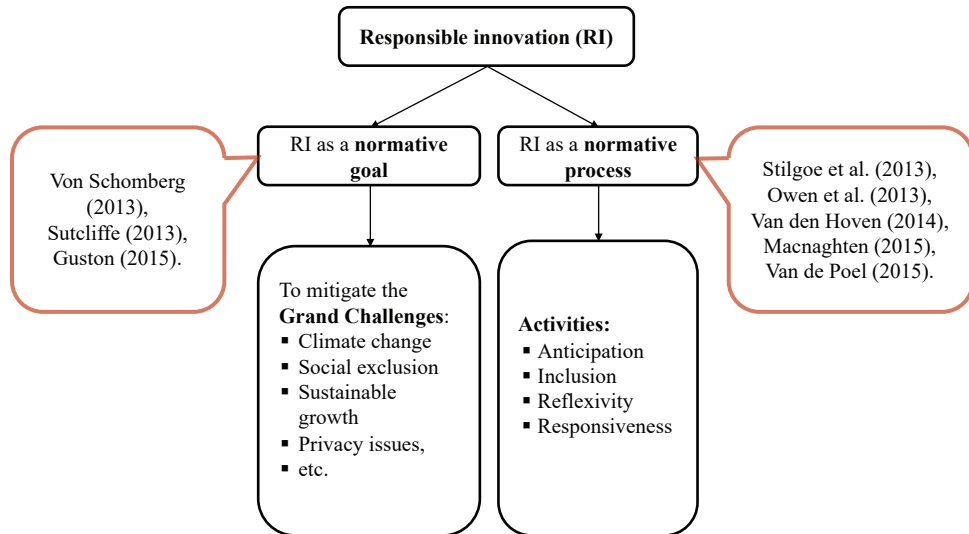 Responsible innovation (RI)
RI as a normative
goal
RI as a normative
process
Von Schomberg
(2013),
Sutcliffe (2013),
Guston (2015).
Stilgoe et al. (2013),
Owen et al. (2013),
Van den Hoven (2014),
Macnaghten (2015),
Van de Poel (2015).
To mitigate the
Grand Challenges:
▪ Climate change
▪ Social exclusion
▪ Sustainable
growth
▪ Privacy issues,
▪ etc.
Activities:
▪ Anticipation
▪ Inclusion
▪ Reflexivity
▪ Responsiveness